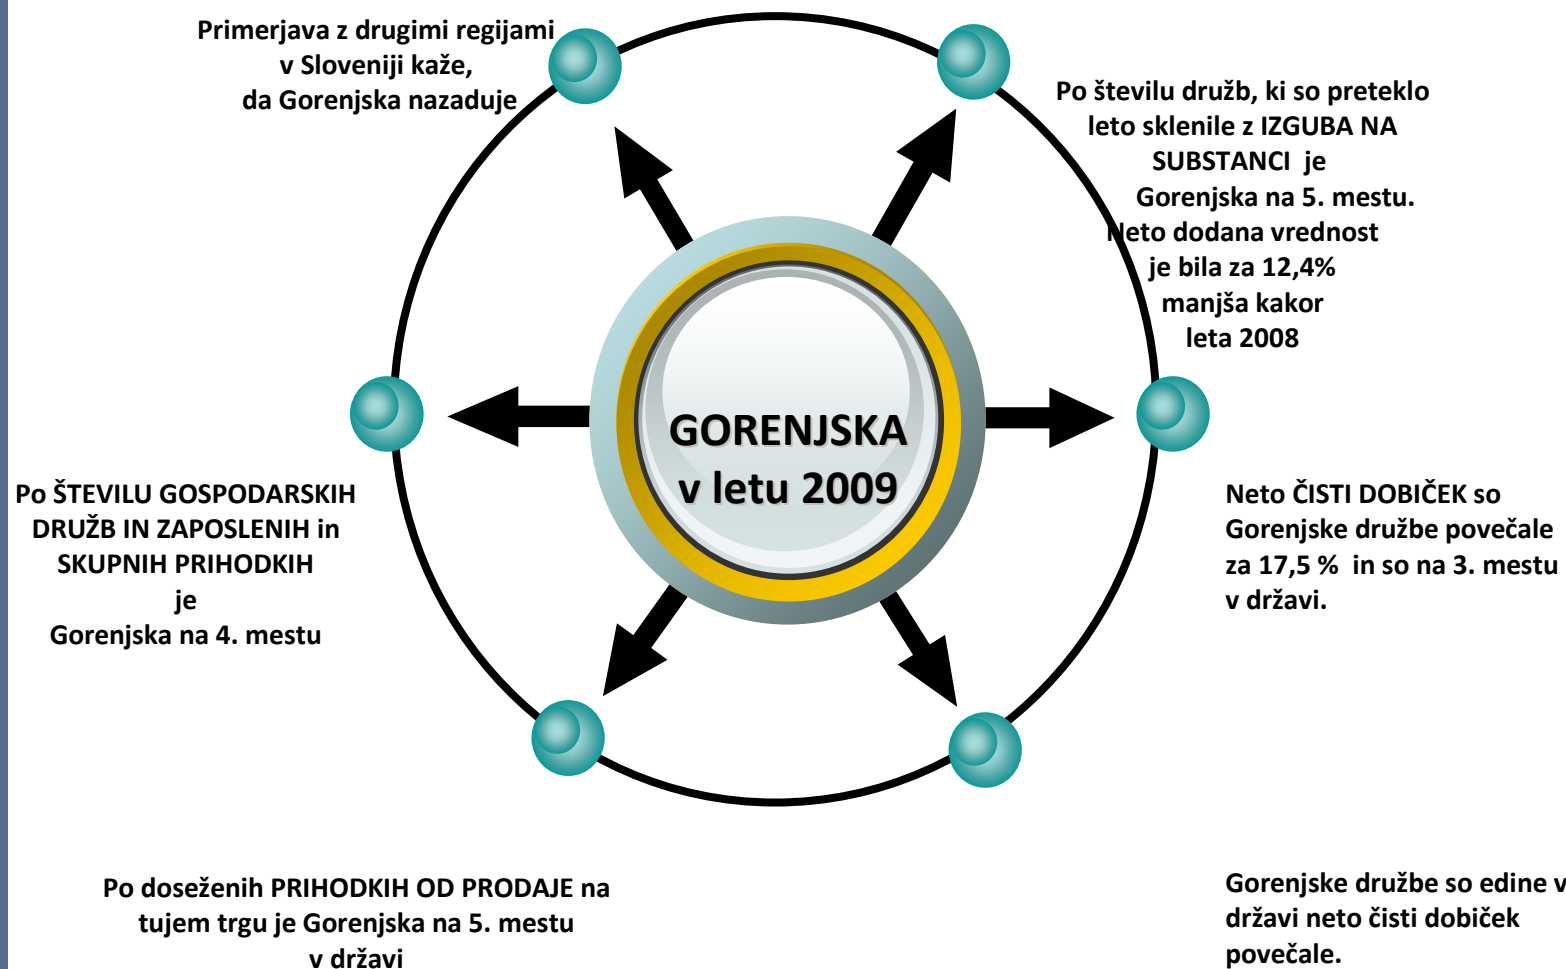 Primerjava z drugimi regijami
v Sloveniji kaže,
da Gorenjska nazaduje
Po številu družb, ki so preteklo
leto sklenile z IZGUBA NA
SUBSTANCI je
Gorenjska na 5. mestu.
Neto dodana vrednost
je bila za 12,4%
manjša kakor
leta 2008
GORENJSKA
v letu 2009
Po ŠTEVILU GOSPODARSKIH
DRUŽB IN ZAPOSLENIH in
SKUPNIH PRIHODKIH
je
Gorenjska na 4. mestu
Neto ČISTI DOBIČEK so
Gorenjske družbe povečale
za 17,5 % in so na 3. mestu
v državi.
Po doseženih PRIHODKIH OD PRODAJE na
tujem trgu je Gorenjska na 5. mestu
v državi
Gorenjske družbe so edine v
državi neto čisti dobiček
povečale.